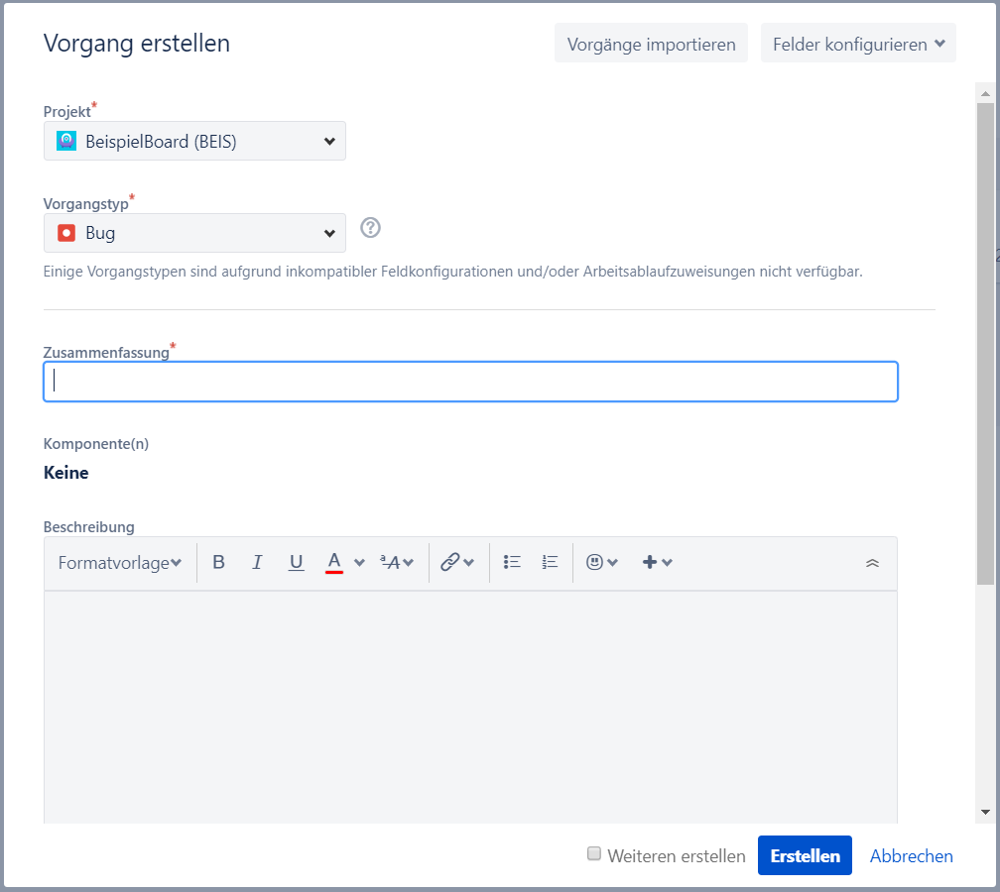 Vorgang erstellen
Vorgänge importieren
Felder konfigurieren
Projekt*
BeispielBoard (BEIS)
Vorgangstyp*
Bug
Einige Vorgangstypen sind aufgrund inkompatibler Feldkonfigurationen und/oder Arbeitsablaufzuweisungen nicht verfügbar.
Zusammenfassung*
Komponente(n)
Keine
Beschreibung
Formatvorlage B I U A ªA
Weiteren erstellen Erstellen Abbrechen